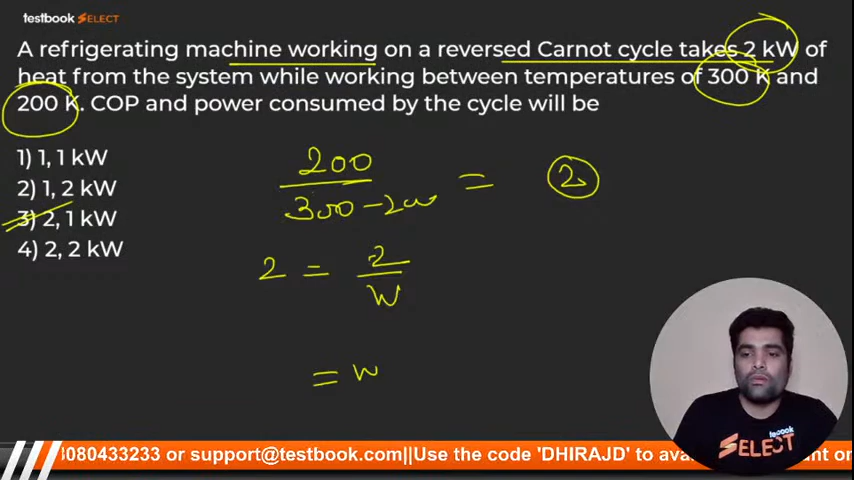 testbook SELECT
A refrigerating machine working on a reversed Carnot cycle takes 2 kW of
heat from the system while working between temperatures of 300 K and
200 K. COP and power consumed by the cycle will be
1) 1, 1 kW
2) 1, 2 kW
3) 2, 1 kW
4) 2, 2 kW
200
300 - 200 = 2
2 = 2
W
= W
testbook
SELECT
8080433233 or support@testbook.com||Use the code 'DHIRAJD' to